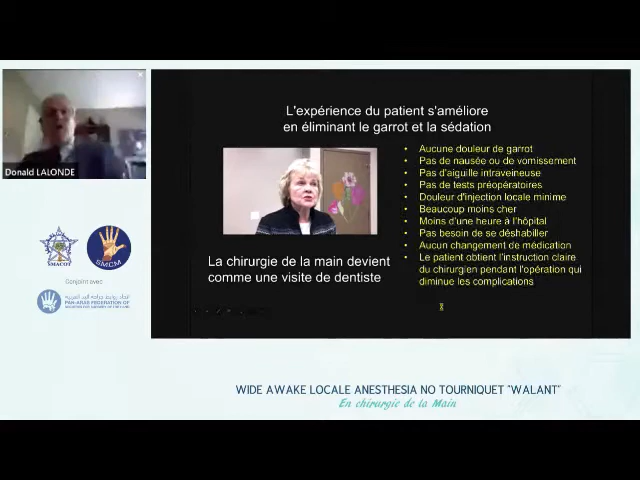 Donald LALONDE
L'expérience du patient s'améliore
en éliminant le garrot et la sédation
• Aucune douleur de garrot
• Pas de nausée ou de vomissement
• Pas d'aiguille intraveineuse
• Pas de tests préopératoires
• Douleur d'injection locale minime
• Beaucoup moins cher
• Moins d'une heure à l'hôpital
• Pas besoin de se déshabiller
• Aucun changement de médication
• Le patient obtient l'instruction claire
du chirurgien pendant l'opération qui
diminue les complications
La chirurgie de la main devient
comme une visite de dentiste
SMACOT
SMCM
Conjoint avec
WIDE AWAKE LOCALE ANESTHESIA NO TOURNIQUET "WALANT"
En chirurgie de la Main